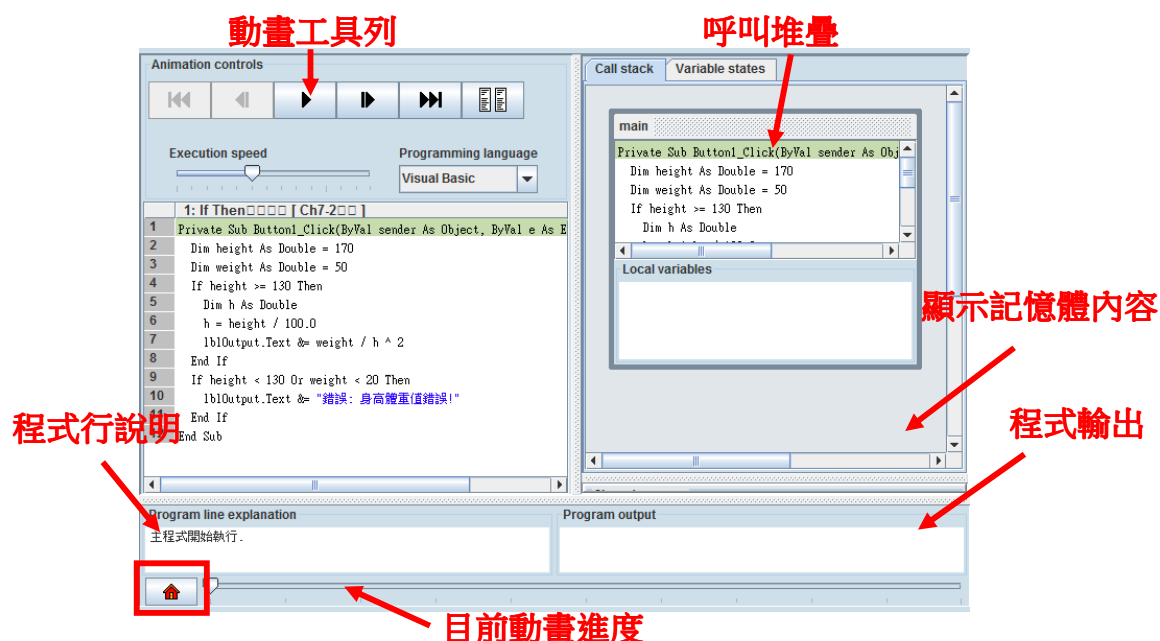 動畫工具列
呼叫堆疊
Animation controls
Execution speed
Programming language
Visual Basic
1: If Then□□□□ [ Ch7-2□□ ]
1 Private Sub Button1_Click(ByVal sender As Object, ByVal e As E
2 Dim height As Double = 170
3 Dim weight As Double = 50
4 If height >= 130 Then
5 Dim h As Double
6 h = height / 100.0
7 lblOutput.Text &= weight / h ^ 2
8 End If
9 If height < 130 Or weight < 20 Then
10 lblOutput.Text &= "錯誤: 身高體重值錯誤!"
11 End If
12 End Sub
Call stack
Variable states
main
Private Sub Button1_Click(ByVal sender As Obj
Dim height As Double = 170
Dim weight As Double = 50
If height >= 130 Then
Dim h As Double
Local variables
顯示記憶體內容
程式行說明
程式輸出
Program line explanation
主程式開始執行.
Program output
目前動畫進度